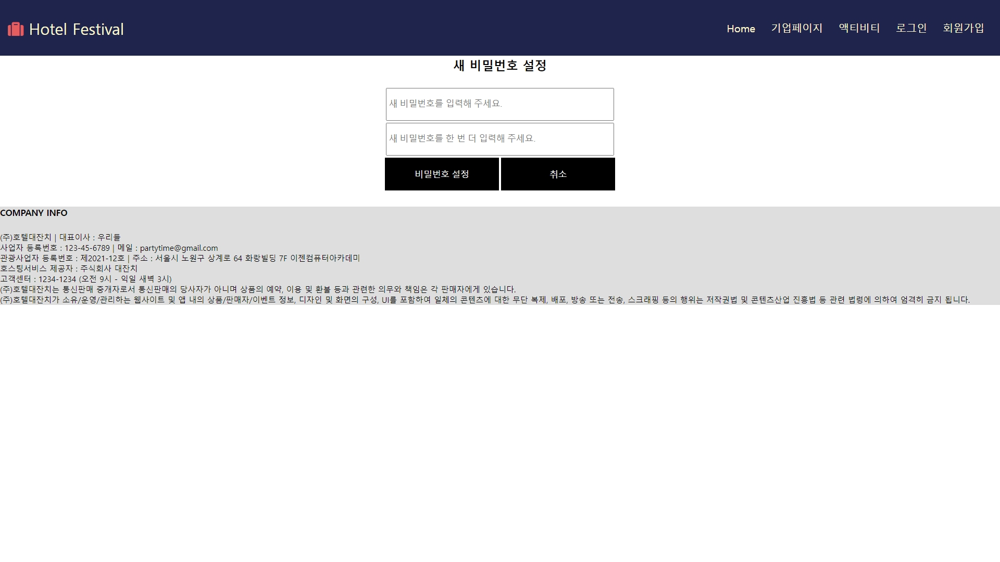 Hotel Festival
Home 기업페이지 액티비티 로그인 회원가입
새 비밀번호 설정
새 비밀번호를 입력해 주세요.
새 비밀번호를 한 번 더 입력해 주세요.
비밀번호 설정 취소
COMPANY INFO
(주)호텔대잔치 | 대표이사 : 우리들
사업자 등록번호 : 123-45-6789 | 메일 : partytime@gmail.com
관광사업자 등록번호 : 제2021-12호 | 주소 : 서울시 노원구 상계로 64 화랑빌딩 7F 이젠컴퓨터아카데미
호스팅서비스 제공자 : 주식회사 대잔치
고객센터 : 1234-1234 (오전 9시 - 익일 새벽 3시)
(주)호텔대잔치는 통신판매 중개자로서 통신판매의 당사자가 아니며 상품의 예약, 이용 및 환불 등과 관련한 의무와 책임은 각 판매자에게 있습니다.
(주)호텔대잔치가 소유/운영/관리하는 웹사이트 및 앱 내의 상품/판매자/이벤트 정보, 디자인 및 화면의 구성, UI를 포함하여 일체의 콘텐츠에 대한 무단 복제, 배포, 방송 또는 전송, 스크래핑 등의 행위는 저작권법 및 콘텐츠산업 진흥법 등 관련 법령에 의하여 엄격히 금지 됩니다.